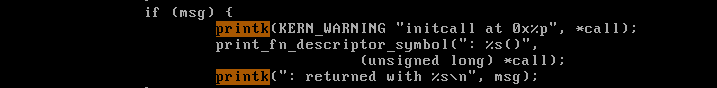 if (msg) {
printk(KERN_WARNING "initcall at 0x%p", *call);
print_fn_descriptor_symbol(": %s()",
(unsigned long) *call);
printk(": returned with %s\n", msg);
}